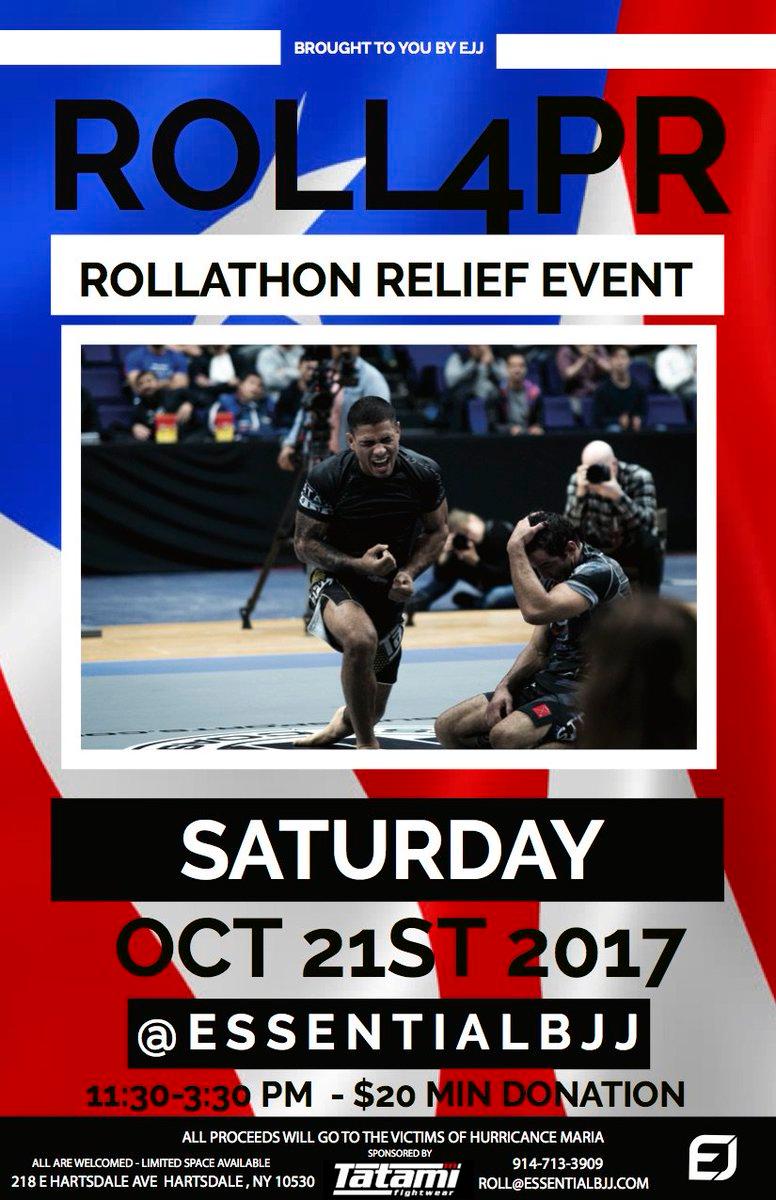 BROUGHT TO YOU BY EJJ
ROLL4PR
ROLLATHON RELIEF EVENT
SATURDAY
OCT 21ST 2017
@ESSENTIALBJJ
11:30-3:30 PM - $20 MIN DONATION
ALL PROCEEDS WILL GO TO THE VICTIMS OF HURRICANCE MARIA
ALL ARE WELCOMED - LIMITED SPACE AVAILABLE
218 E HARTSDALE AVE HARTSDALE , NY 10530
SPONSORED BY
Tatami
fightwear
914-713-3909
ROLL@ESSENTIALBJJ.COM
EJ